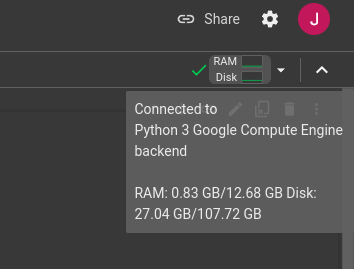 Share
J
RAM
Disk
Connected to
Python 3 Google Compute Engine
backend
RAM: 0.83 GB/12.68 GB Disk:
27.04 GB/107.72 GB